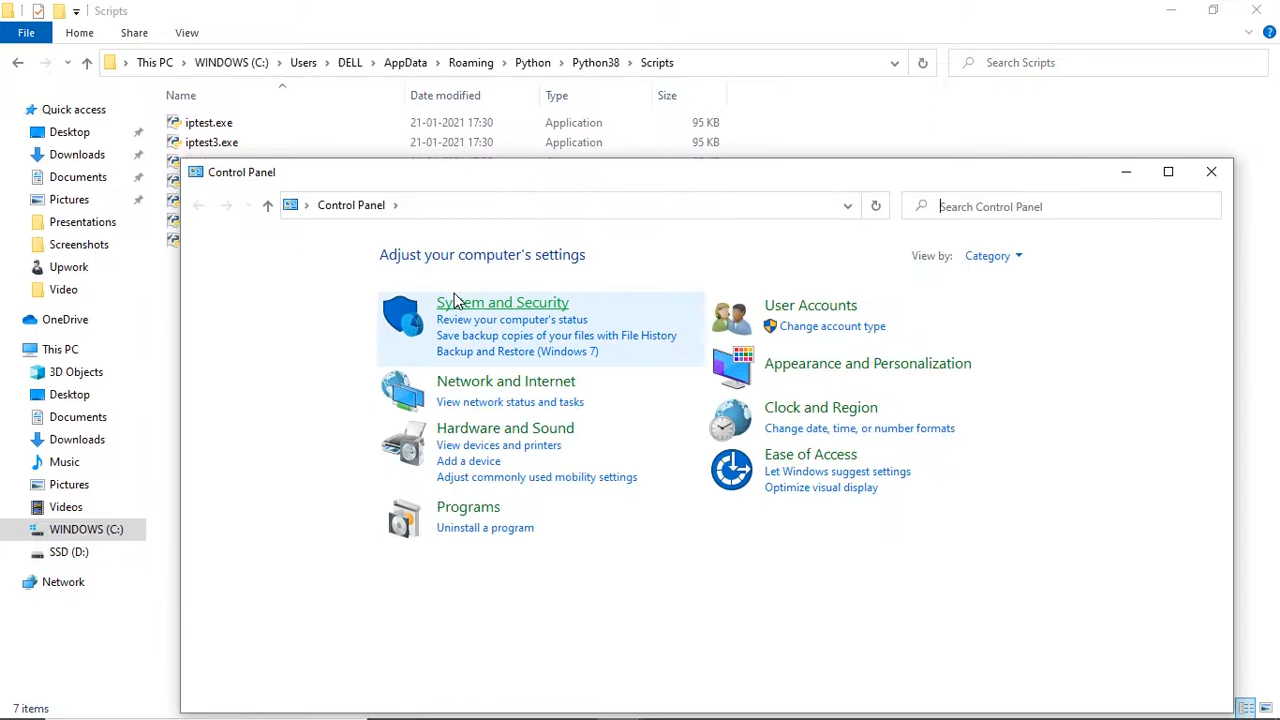 Scripts
File
Home
Share
View
This PC
WINDOWS (C:)
Users
DELL
AppData
Roaming
Python
Python38
Scripts
Search Scripts
Name
Date modified
Type
Size
Quick access
Desktop
Downloads
Documents
Pictures
Presentations
Screenshots
Upwork
Video
OneDrive
This PC
3D Objects
Desktop
Documents
Downloads
Music
Pictures
Videos
WINDOWS (C:)
SSD (D:)
Network
iptest.exe 21-01-2021 17:30 Application 95 KB
iptest3.exe 21-01-2021 17:30 Application 95 KB
Control Panel
Control Panel
Search Control Panel
Adjust your computer's settings
View by: Category
System and Security
Review your computer's status
Save backup copies of your files with File History
Backup and Restore (Windows 7)
Network and Internet
View network status and tasks
Hardware and Sound
View devices and printers
Add a device
Adjust commonly used mobility settings
Programs
Uninstall a program
User Accounts
Change account type
Appearance and Personalization
Clock and Region
Change date, time, or number formats
Ease of Access
Let Windows suggest settings
Optimize visual display
7 items